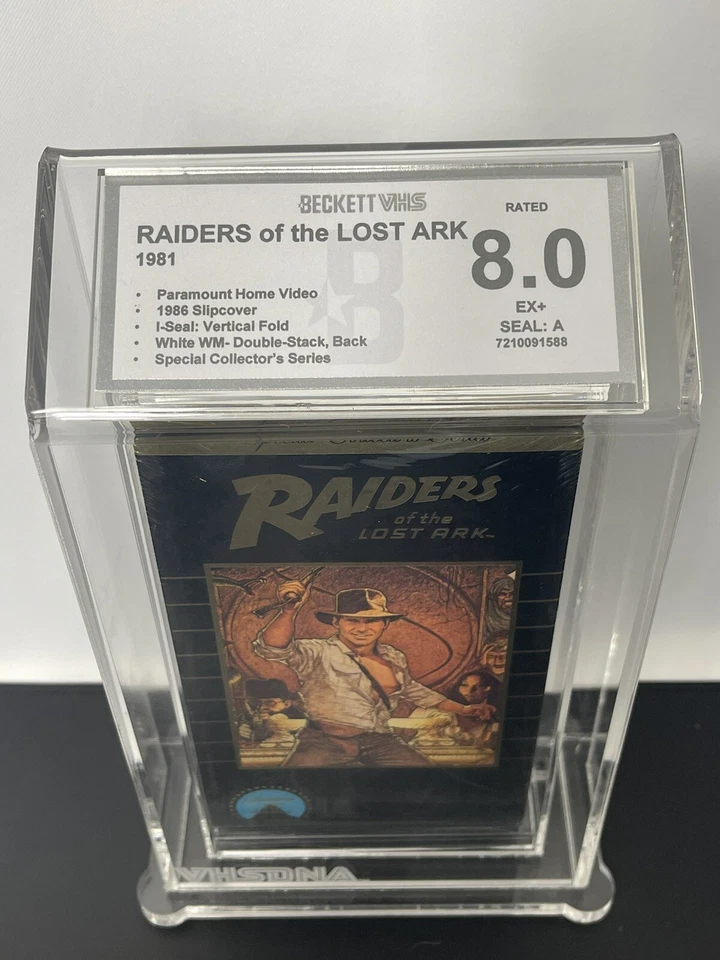 BECKETT VHS
RAIDERS of the LOST ARK
1981
• Paramount Home Video
• 1986 Slipcover
• I-Seal: Vertical Fold
• White WM- Double-Stack, Back
• Special Collector's Series
RATED
8.0
EX+
SEAL: A
7210091588
B
RAIDERS
of the
LOST ARK™
VHSDNA